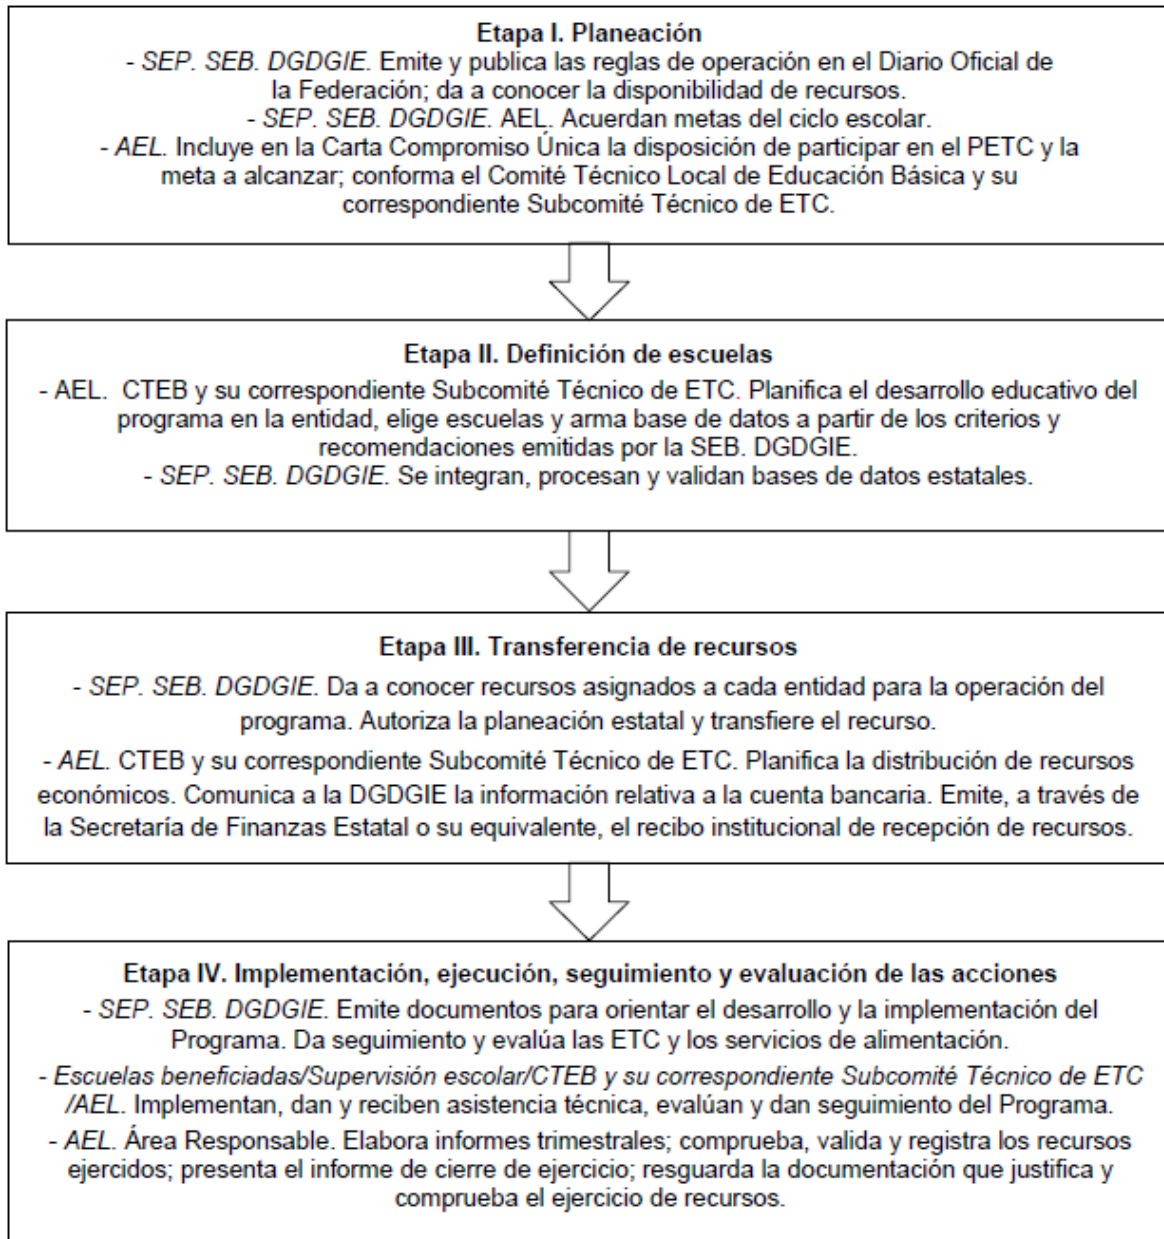 Etapa I. Planeación
- SEP. SEB. DGDGIE. Emite y publica las reglas de operación en el Diario Oficial de
la Federación; da a conocer la disponibilidad de recursos.
- SEP. SEB. DGDGIE. AEL. Acuerdan metas del ciclo escolar.
- AEL. Incluye en la Carta Compromiso Única la disposición de participar en el PETC y la
meta a alcanzar; conforma el Comité Técnico Local de Educación Básica y su
correspondiente Subcomité Técnico de ETC.
Etapa II. Definición de escuelas
- AEL. CTEB y su correspondiente Subcomité Técnico de ETC. Planifica el desarrollo educativo del
programa en la entidad, elige escuelas y arma base de datos a partir de los criterios y
recomendaciones emitidas por la SEB. DGDGIE.
- SEP. SEB. DGDGIE. Se integran, procesan y validan bases de datos estatales.
Etapa III. Transferencia de recursos
- SEP. SEB. DGDGIE. Da a conocer recursos asignados a cada entidad para la operación del
programa. Autoriza la planeación estatal y transfiere el recurso.
- AEL. CTEB y su correspondiente Subcomité Técnico de ETC. Planifica la distribución de recursos
económicos. Comunica a la DGDGIE la información relativa a la cuenta bancaria. Emite, a través de
la Secretaría de Finanzas Estatal o su equivalente, el recibo institucional de recepción de recursos.
Etapa IV. Implementación, ejecución, seguimiento y evaluación de las acciones
- SEP. SEB. DGDGIE. Emite documentos para orientar el desarrollo y la implementación del
Programa. Da seguimiento y evalúa las ETC y los servicios de alimentación.
- Escuelas beneficiadas/Supervisión escolar/CTEB y su correspondiente Subcomité Técnico de ETC
/AEL. Implementan, dan y reciben asistencia técnica, evalúan y dan seguimiento del Programa.
- AEL. Área Responsable. Elabora informes trimestrales; comprueba, valida y registra los recursos
ejercidos; presenta el informe de cierre de ejercicio; resguarda la documentación que justifica y
comprueba el ejercicio de recursos.